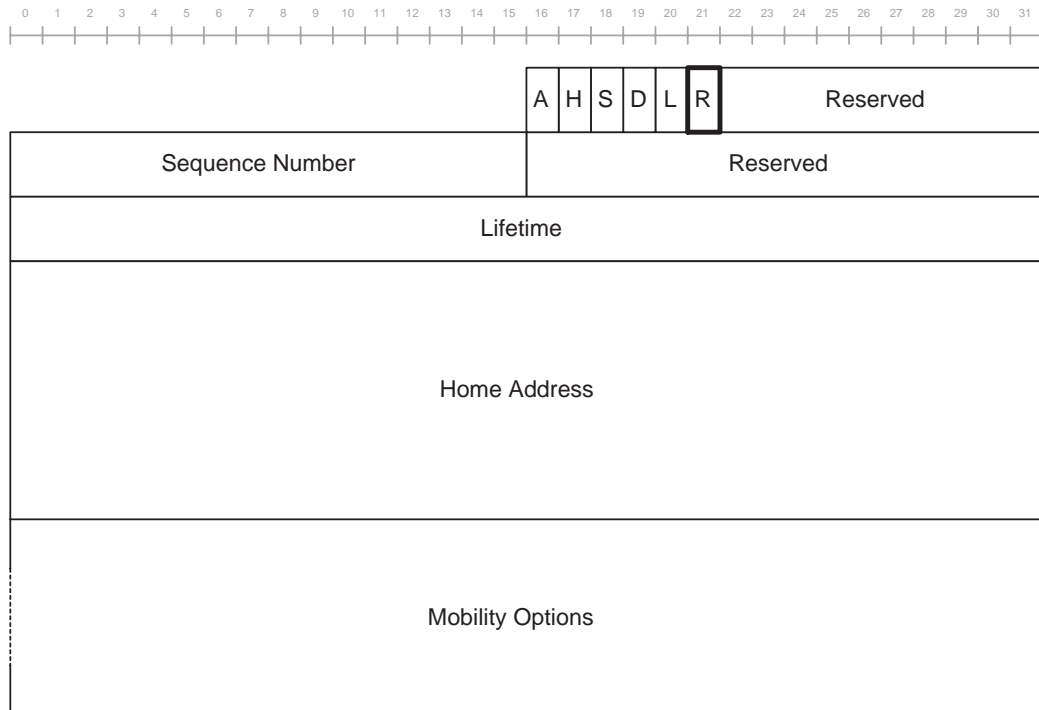 0 1 2 3 4 5 6 7 8 9 10 11 12 13 14 15 16 17 18 19 20 21 22 23 24 25 26 27 28 29 30 31
A H S D L R Reserved
Sequence Number Reserved
Lifetime
Home Address
Mobility Options